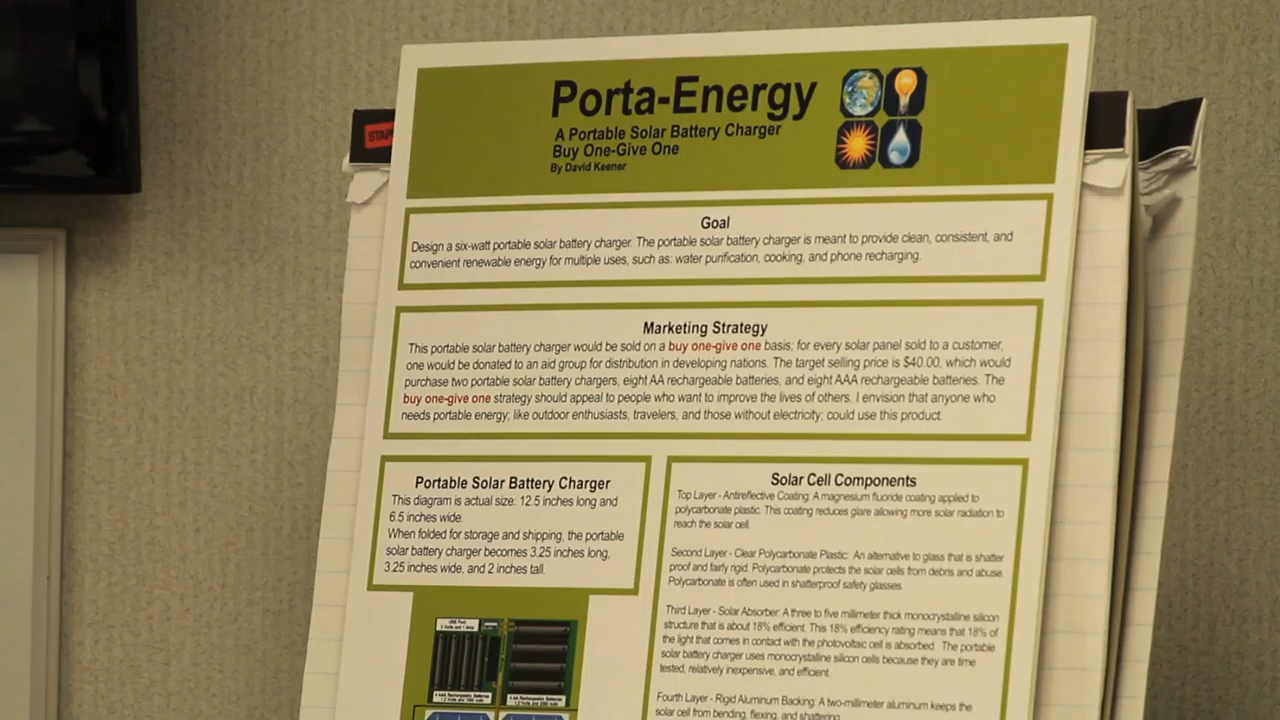 STAP
Porta-Energy
A Portable Solar Battery Charger
Buy One-Give One
By David Keener
Goal
Design a six-watt portable solar battery charger. The portable solar battery charger is meant to provide clean, consistent, and
convenient renewable energy for multiple uses, such as: water purification, cooking, and phone recharging.
Marketing Strategy
This portable solar battery charger would be sold on a buy one-give one basis; for every solar panel sold to a customer,
one would be donated to an aid group for distribution in developing nations. The target selling price is $40.00, which would
purchase two portable solar battery chargers, eight AA rechargeable batteries, and eight AAA rechargeable batteries. The
buy one-give one strategy should appeal to people who want to improve the lives of others. I envision that anyone who
needs portable energy; like outdoor enthusiasts, travelers, and those without electricity; could use this product.
Portable Solar Battery Charger
This diagram is actual size: 12.5 inches long and
6.5 inches wide.
When folded for storage and shipping, the portable
solar battery charger becomes 3.25 inches long,
3.25 inches wide, and 2 inches tall.
USB Port
4 AAA Rechargeable Batteries
4 AA Rechargeable Batteries
Solar Cell Components
Top Layer - Antireflective Coating: A magnesium fluoride coating applied to
polycarbonate plastic. This coating reduces glare allowing more solar radiation to
reach the solar cell.
Second Layer - Clear Polycarbonate Plastic: An alternative to glass that is shatter
proof and fairly rigid. Polycarbonate protects the solar cells from debris and abuse.
Polycarbonate is often used in shatterproof safety glasses.
Third Layer - Solar Absorber: A three to five millimeter thick monocrystalline silicon
structure that is about 18% efficient. This 18% efficiency rating means that 18% of
the light that comes in contact with the photovoltaic cell is absorbed. The portable
solar battery charger uses monocrystalline silicon cells because they are time
tested, relatively inexpensive, and efficient.
Fourth Layer - Rigid Aluminum Backing: A two-millimeter aluminum keeps the
solar cell from bending, flexing, and shattering.